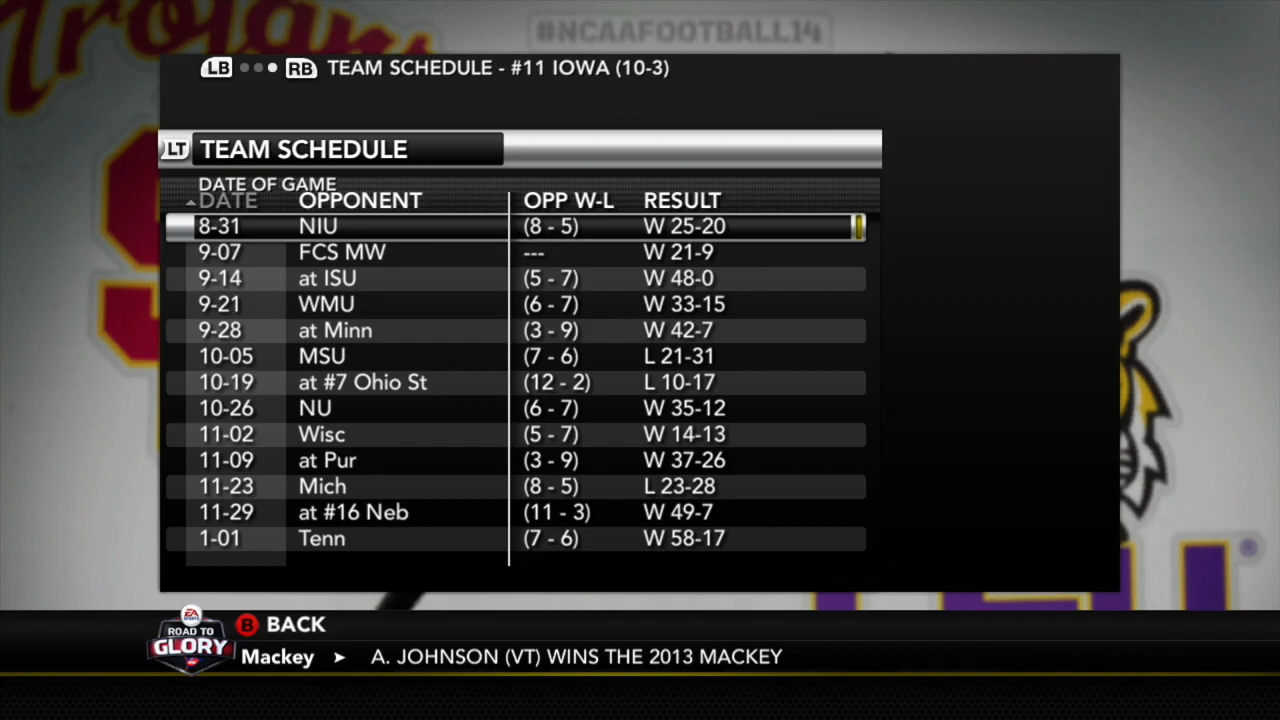 Trojans
#NCAAFOOTBALL14
LB RB TEAM SCHEDULE - #11 IOWA (10-3)
LT TEAM SCHEDULE
DATE OF GAME
DATE OPPONENT OPP W-L RESULT
8-31 NIU (8 - 5) W 25-20
9-07 FCS MW --- W 21-9
9-14 at ISU (5 - 7) W 48-0
9-21 WMU (6 - 7) W 33-15
9-28 at Minn (3 - 9) W 42-7
10-05 MSU (7 - 6) L 21-31
10-19 at #7 Ohio St (12 - 2) L 10-17
10-26 NU (6 - 7) W 35-12
11-02 Wisc (5 - 7) W 14-13
11-09 at Pur (3 - 9) W 37-26
11-23 Mich (8 - 5) L 23-28
11-29 at #16 Neb (11 - 3) W 49-7
1-01 Tenn (7 - 6) W 58-17
EA SPORTS
ROAD TO
GLORY
B BACK
Mackey ➤ A. JOHNSON (VT) WINS THE 2013 MACKEY